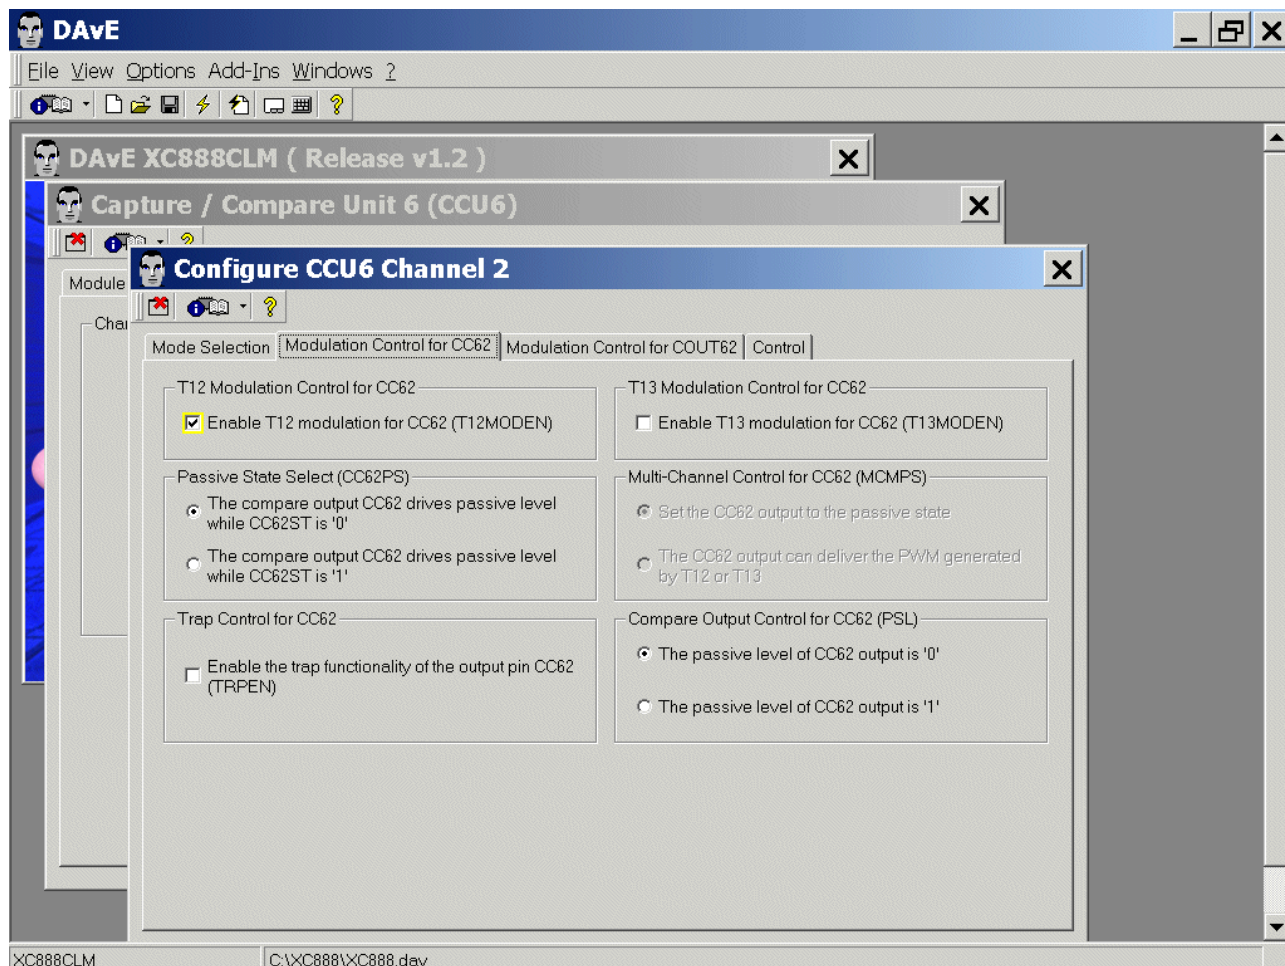 DAvE
File View Options Add-Ins Windows ?
DAvE XC888CLM ( Release v1.2 )
Capture / Compare Unit 6 (CCU6)
Module
Chan
Configure CCU6 Channel 2
Mode Selection Modulation Control for CC62 Modulation Control for COUT62 Control
T12 Modulation Control for CC62
Enable T12 modulation for CC62 (T12MODEN)
T13 Modulation Control for CC62
Enable T13 modulation for CC62 (T13MODEN)
Passive State Select (CC62PS)
The compare output CC62 drives passive level
while CC62ST is '0'
The compare output CC62 drives passive level
while CC62ST is '1'
Multi-Channel Control for CC62 (MCMPS)
Set the CC62 output to the passive state
The CC62 output can deliver the PWM generated
by T12 or T13
Trap Control for CC62
Enable the trap functionality of the output pin CC62
(TRPEN)
Compare Output Control for CC62 (PSL)
The passive level of CC62 output is '0'
The passive level of CC62 output is '1'
XC888CLM C:\XC888\XC888.dav